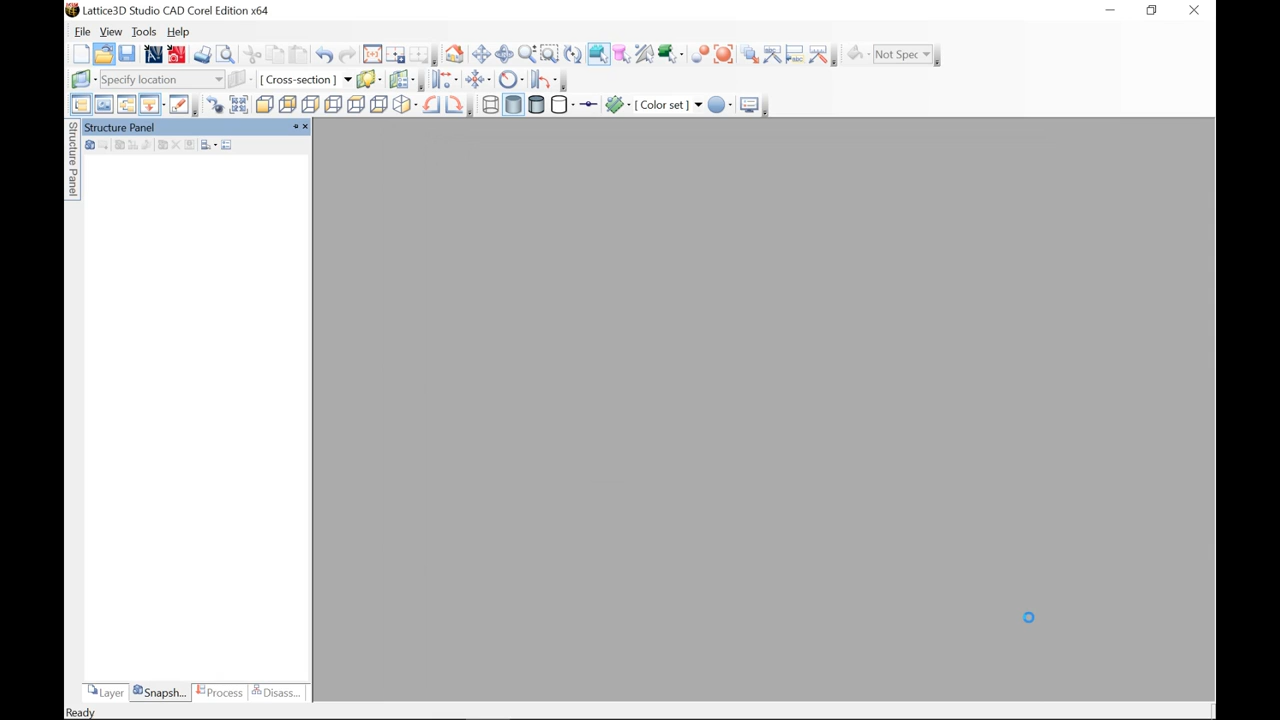 Lattice3D Studio CAD Corel Edition x64
File View Tools Help
Not Spec
Specify location [ Cross-section ]
[ Color set ]
Structure Panel
Structure Panel
Layer Snapsh... Process Disass...
Ready